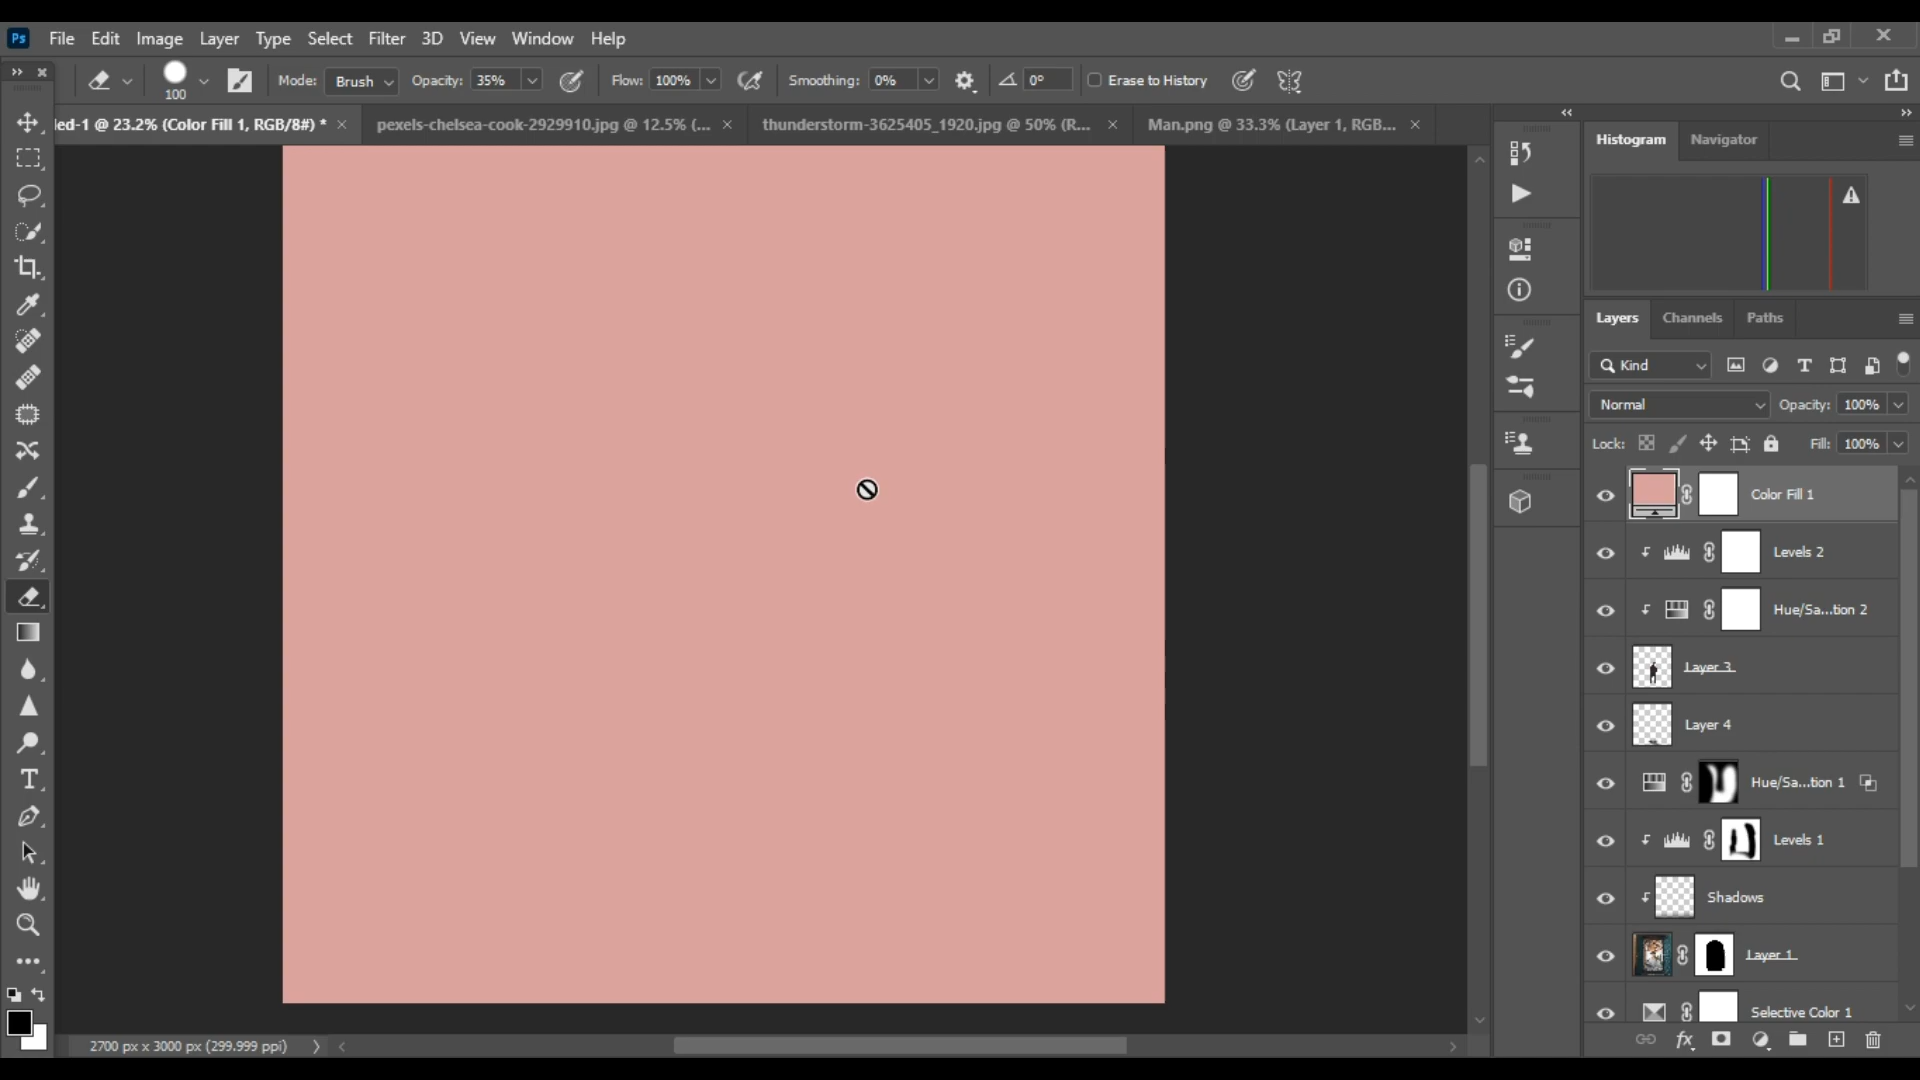 Ps File Edit Image Layer Type Select Filter 3D View Window Help
100 Mode: Brush Opacity: 35% Flow: 100% Smoothing: 0% 0° Erase to History
led-1 @ 23.2% (Color Fill 1, RGB/8#) * pexels-chelsea-cook-2929910.jpg @ 12.5% (... thunderstorm-3625405_1920.jpg @ 50% (R... Man.png @ 33.3% (Layer 1, RGB...
Histogram Navigator
Layers Channels Paths
Kind
Normal Opacity: 100%
Lock: Fill: 100%
Color Fill 1
Levels 2
Hue/Sa...tion 2
Layer 3
Layer 4
Hue/Sa...tion 1
Levels 1
Shadows
Layer 1
Selective Color 1
fx
2700 px x 3000 px (299.999 ppi)